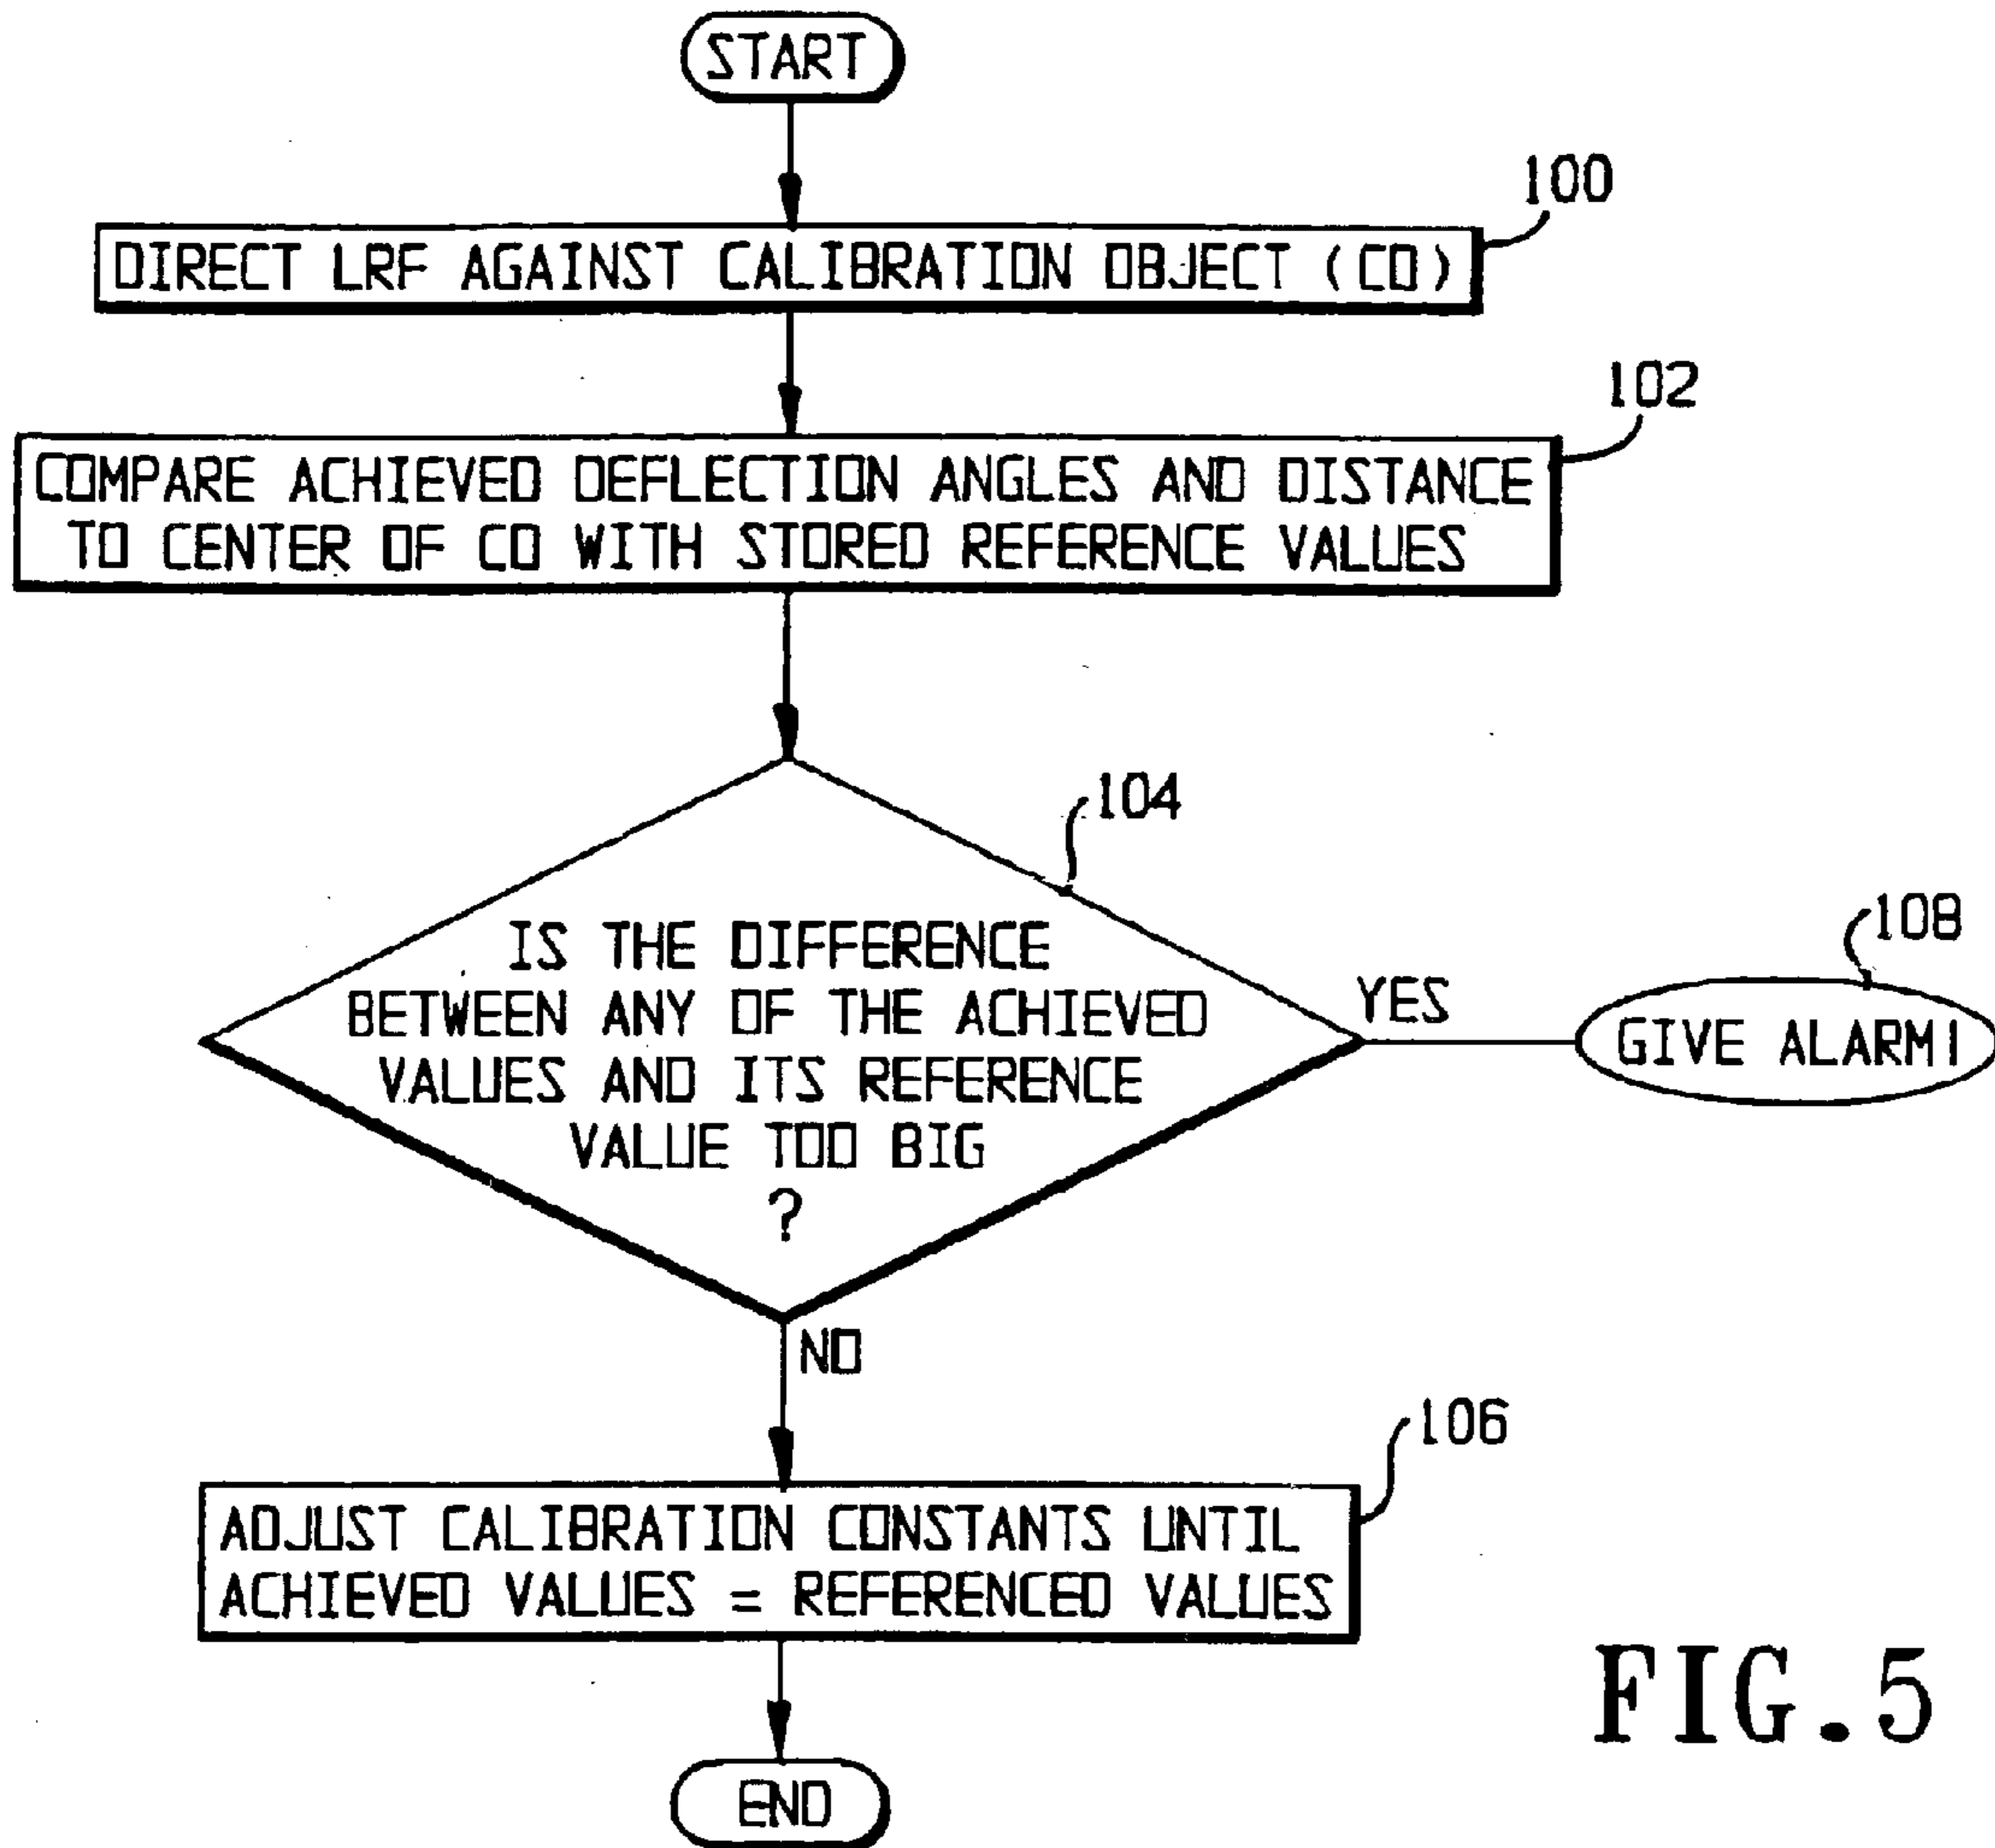 START
100
DIRECT LRF AGAINST CALIBRATION OBJECT (CO)
102
COMPARE ACHIEVED DEFLECTION ANGLES AND DISTANCE
TO CENTER OF CO WITH STORED REFERENCE VALUES
104
IS THE DIFFERENCE
BETWEEN ANY OF THE ACHIEVED
VALUES AND ITS REFERENCE
VALUE TOO BIG
?
YES
108
GIVE ALARM!
NO
106
ADJUST CALIBRATION CONSTANTS UNTIL
ACHIEVED VALUES = REFERENCED VALUES
END
FIG.5